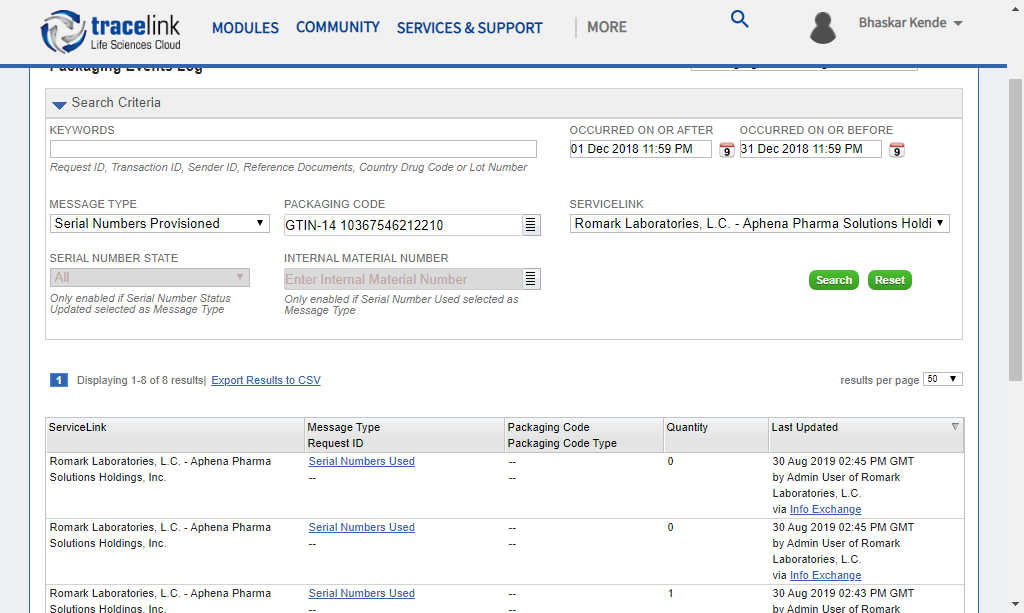 tracelink
Life Sciences Cloud
MODULES COMMUNITY SERVICES & SUPPORT MORE
Bhaskar Kende
Packaging Events Log
Search Criteria
KEYWORDS
OCCURRED ON OR AFTER OCCURRED ON OR BEFORE
01 Dec 2018 11:59 PM 9 31 Dec 2018 11:59 PM 9
Request ID, Transaction ID, Sender ID, Reference Documents, Country Drug Code or Lot Number
MESSAGE TYPE PACKAGING CODE SERVICELINK
Serial Numbers Provisioned GTIN-14 10367546212210 Romark Laboratories, L.C. - Aphena Pharma Solutions Holdi
SERIAL NUMBER STATE INTERNAL MATERIAL NUMBER
All Enter Internal Material Number Search Reset
Only enabled if Serial Number Status
Updated selected as Message Type
Only enabled if Serial Number Used selected as
Message Type
1 Displaying 1-8 of 8 results| Export Results to CSV results per page 50
ServiceLink Message Type Packaging Code Quantity Last Updated
Request ID Packaging Code Type
Romark Laboratories, L.C. - Aphena Pharma Serial Numbers Used -- 0 30 Aug 2019 02:45 PM GMT
Solutions Holdings, Inc. -- -- by Admin User of Romark
Laboratories, L.C.
via Info Exchange
Romark Laboratories, L.C. - Aphena Pharma Serial Numbers Used -- 0 30 Aug 2019 02:45 PM GMT
Solutions Holdings, Inc. -- -- by Admin User of Romark
Laboratories, L.C.
via Info Exchange
Romark Laboratories, L.C. - Aphena Pharma Serial Numbers Used -- 1 30 Aug 2019 02:43 PM GMT
Solutions Holdings, Inc. -- -- by Admin User of Romark